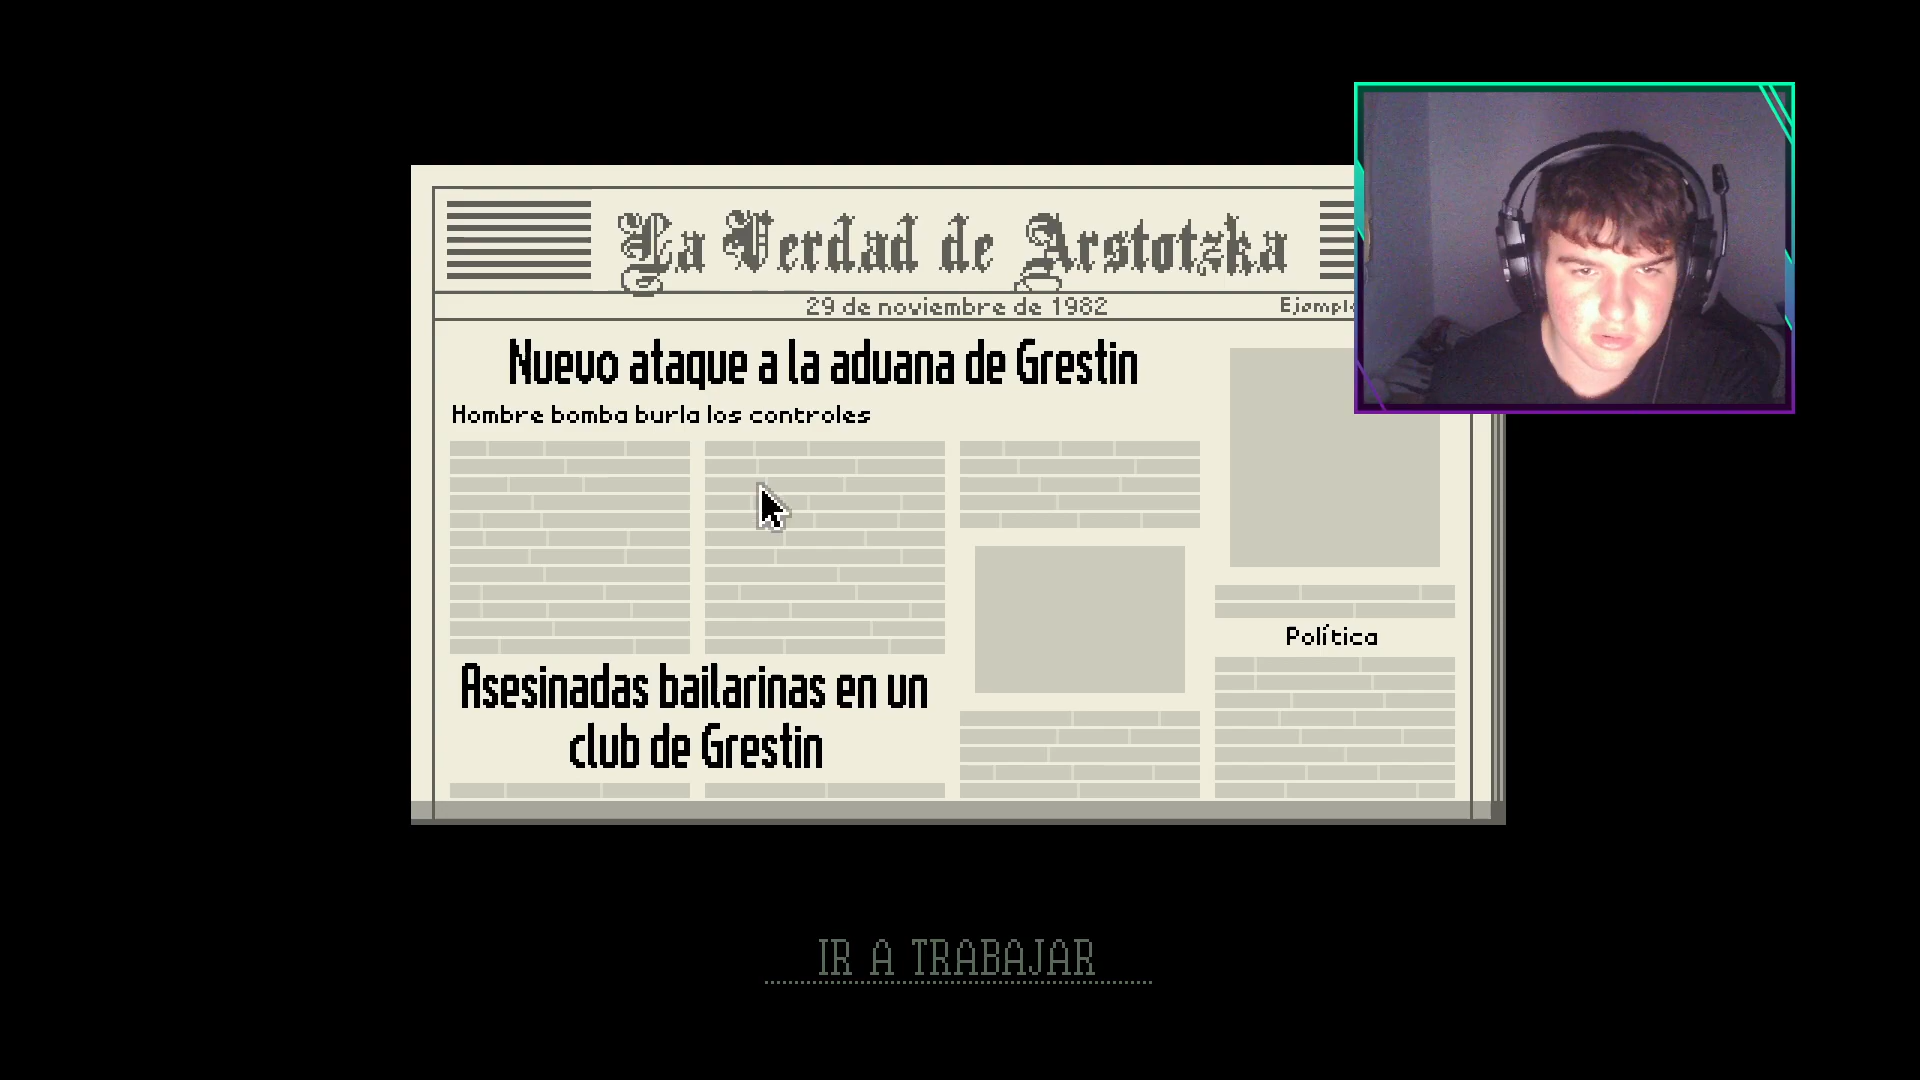 La Verdad de Arstotzka
29 de noviembre de 1982
Nuevo ataque a la aduana de Grestin
Hombre bomba burla los controles
Política
Asesinadas bailarinas en un
club de Grestin
IR A TRABAJAR